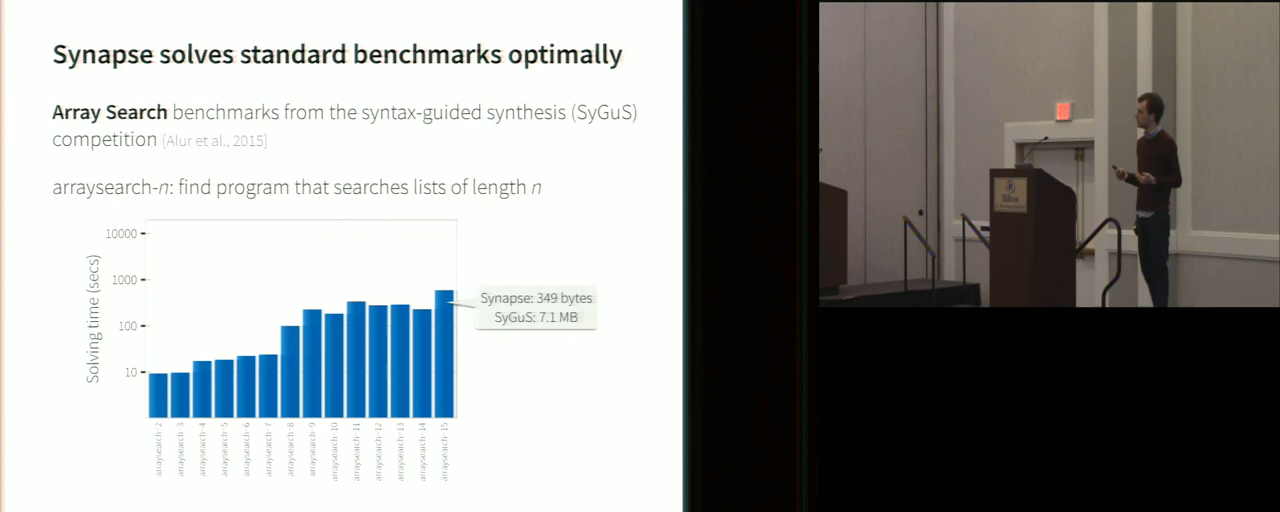 Synapse solves standard benchmarks optimally
Array Search benchmarks from the syntax-guided synthesis (SyGuS)
competition [Alur et al., 2015]
arraysearch-n: find program that searches lists of length n
10000
1000
100
10
Solving time (secs)
Synapse: 349 bytes
SyGuS: 7.1 MB
arraysearch-2
arraysearch-3
arraysearch-4
arraysearch-5
arraysearch-6
arraysearch-7
arraysearch-8
arraysearch-9
arraysearch-10
arraysearch-11
arraysearch-12
arraysearch-13
arraysearch-14
arraysearch-15
Hilton